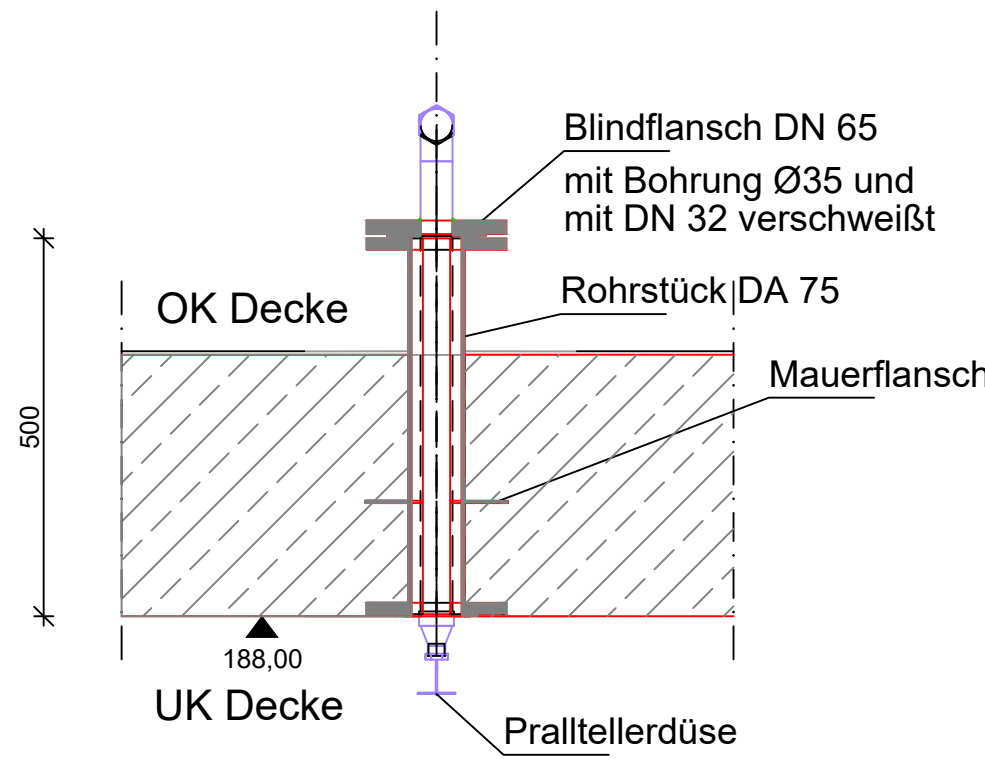 Blindflansch DN 65
mit Bohrung Ø35 und
mit DN 32 verschweißt
Rohrstück DA 75
OK Decke
Mauerflansch
500
188,00
UK Decke
Pralltellerdüse